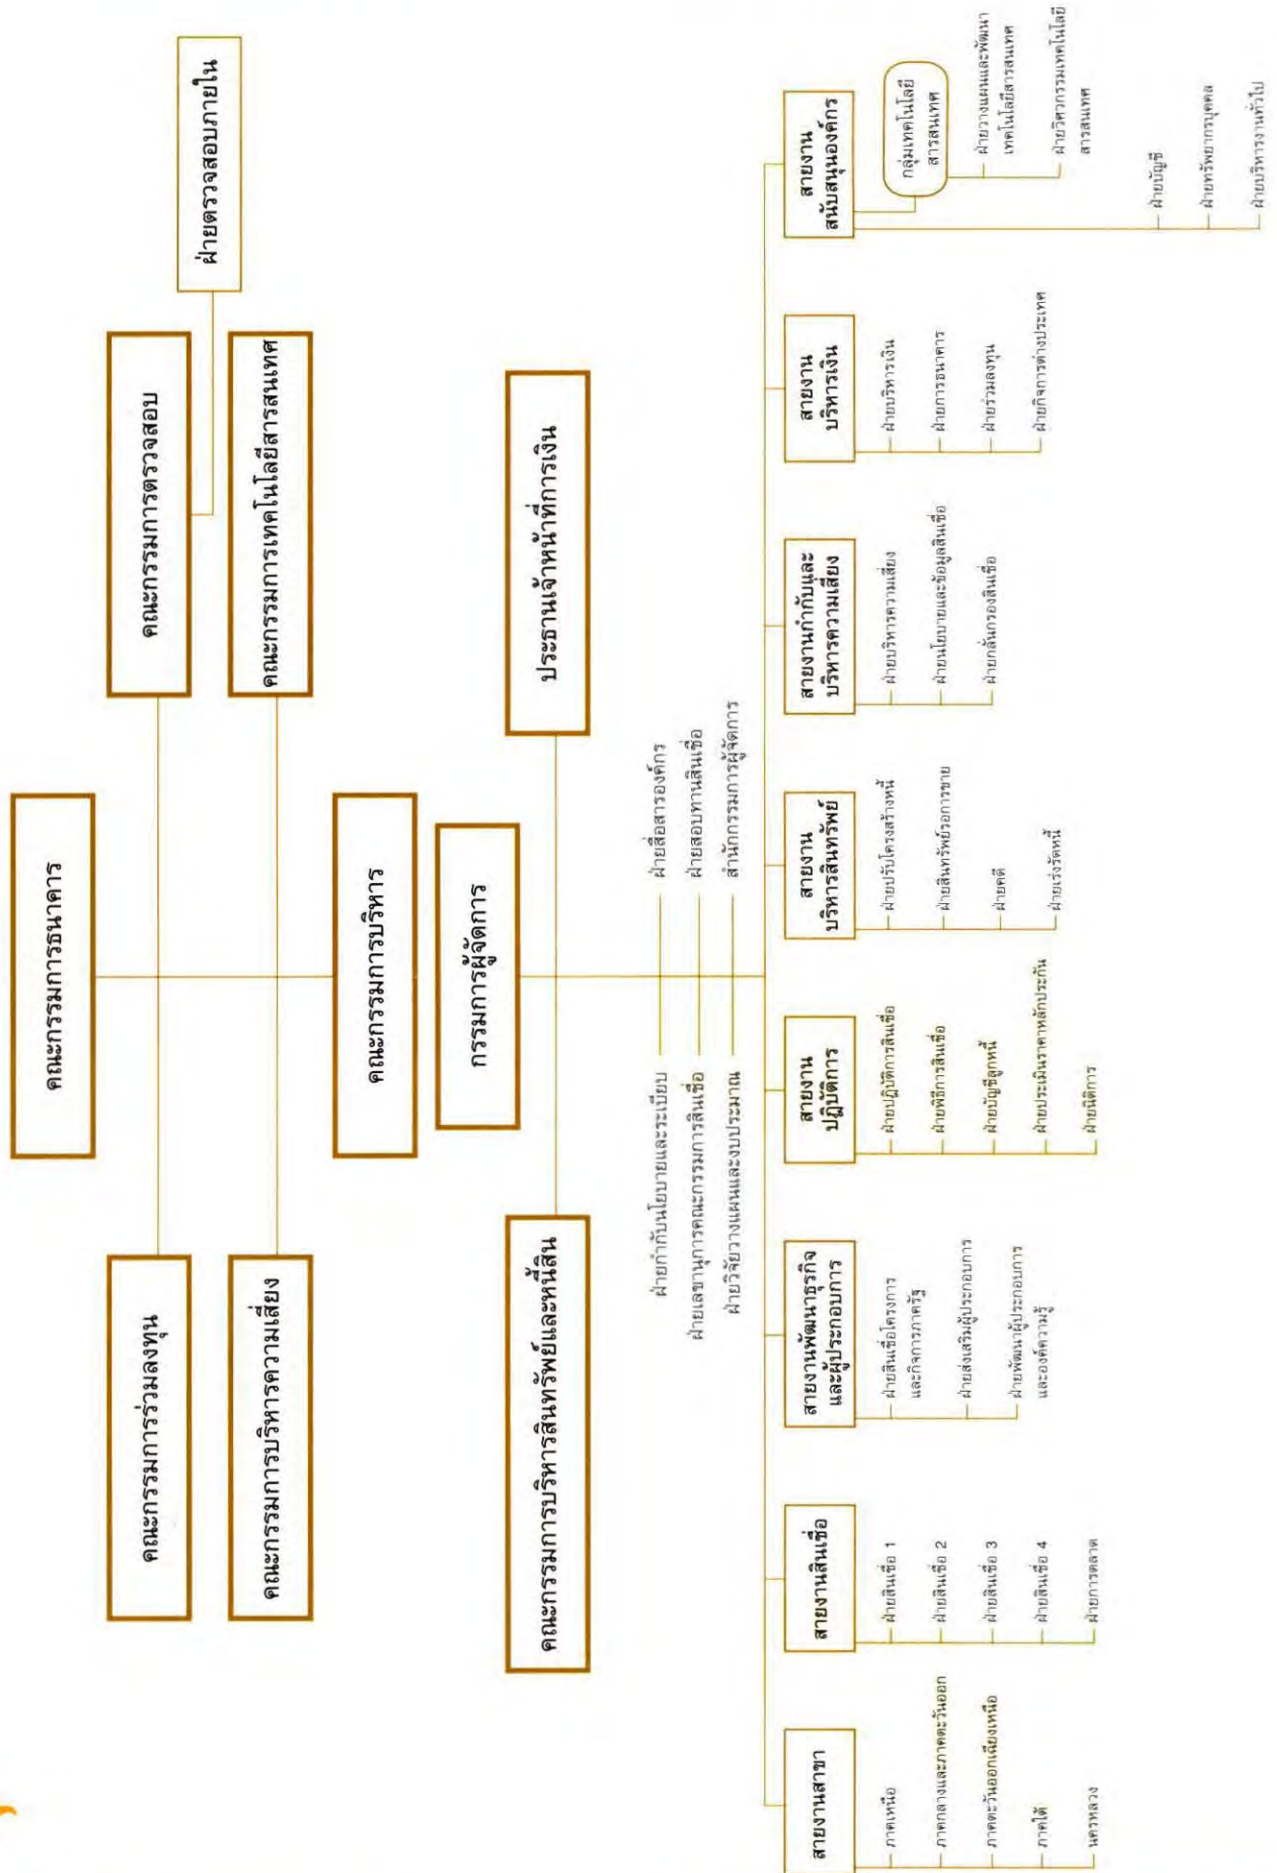 คณะกรรมการธนาคาร
คณะกรรมการร่วมลงทุน
คณะกรรมการตรวจสอบ
ฝ่ายตรวจสอบภายใน
คณะกรรมการบริหารความเสี่ยง
คณะกรรมการเทคโนโลยีสารสนเทศ
คณะกรรมการบริหาร
กรรมการผู้จัดการ
คณะกรรมการบริหารสินทรัพย์และหนี้สิน
ประธานเจ้าหน้าที่การเงิน
ฝ่ายกำกับนโยบายและระเบียบ
ฝ่ายสื่อสารองค์กร
ฝ่ายเลขานุการคณะกรรมการสินเชื่อ
ฝ่ายสอบทานสินเชื่อ
ฝ่ายวิจัยวางแผนและงบประมาณ
สำนักกรรมการผู้จัดการ
สายงานสาขา
ภาคเหนือ
ภาคกลางและภาคตะวันออก
ภาคตะวันออกเฉียงเหนือ
ภาคใต้
นครหลวง
สายงานสินเชื่อ
ฝ่ายสินเชื่อ 1
ฝ่ายสินเชื่อ 2
ฝ่ายสินเชื่อ 3
ฝ่ายสินเชื่อ 4
ฝ่ายการตลาด
สายงานพัฒนาธุรกิจ
และผู้ประกอบการ
ฝ่ายสินเชื่อโครงการ
และกิจการภาครัฐ
ฝ่ายส่งเสริมผู้ประกอบการ
ฝ่ายพัฒนาผู้ประกอบการ
และองค์ความรู้
สายงาน
ปฏิบัติการ
ฝ่ายปฏิบัติการสินเชื่อ
ฝ่ายพิธีการสินเชื่อ
ฝ่ายบัญชีลูกหนี้
ฝ่ายประเมินราคาหลักประกัน
ฝ่ายนิติการ
สายงาน
บริหารสินทรัพย์
ฝ่ายปรับโครงสร้างหนี้
ฝ่ายสินทรัพย์รอการขาย
ฝ่ายคดี
ฝ่ายเร่งรัดหนี้
สายงานกำกับและ
บริหารความเสี่ยง
ฝ่ายบริหารความเสี่ยง
ฝ่ายนโยบายและข้อมูลสินเชื่อ
ฝ่ายกลั่นกรองสินเชื่อ
สายงาน
บริหารเงิน
ฝ่ายบริหารเงิน
ฝ่ายการธนาคาร
ฝ่ายร่วมลงทุน
ฝ่ายกิจการต่างประเทศ
สายงาน
สนับสนุนองค์กร
กลุ่มเทคโนโลยี
สารสนเทศ
ฝ่ายวางแผนและพัฒนา
เทคโนโลยีสารสนเทศ
ฝ่ายวิศวกรรมเทคโนโลยี
สารสนเทศ
ฝ่ายบัญชี
ฝ่ายทรัพยากรบุคคล
ฝ่ายบริหารงานทั่วไป